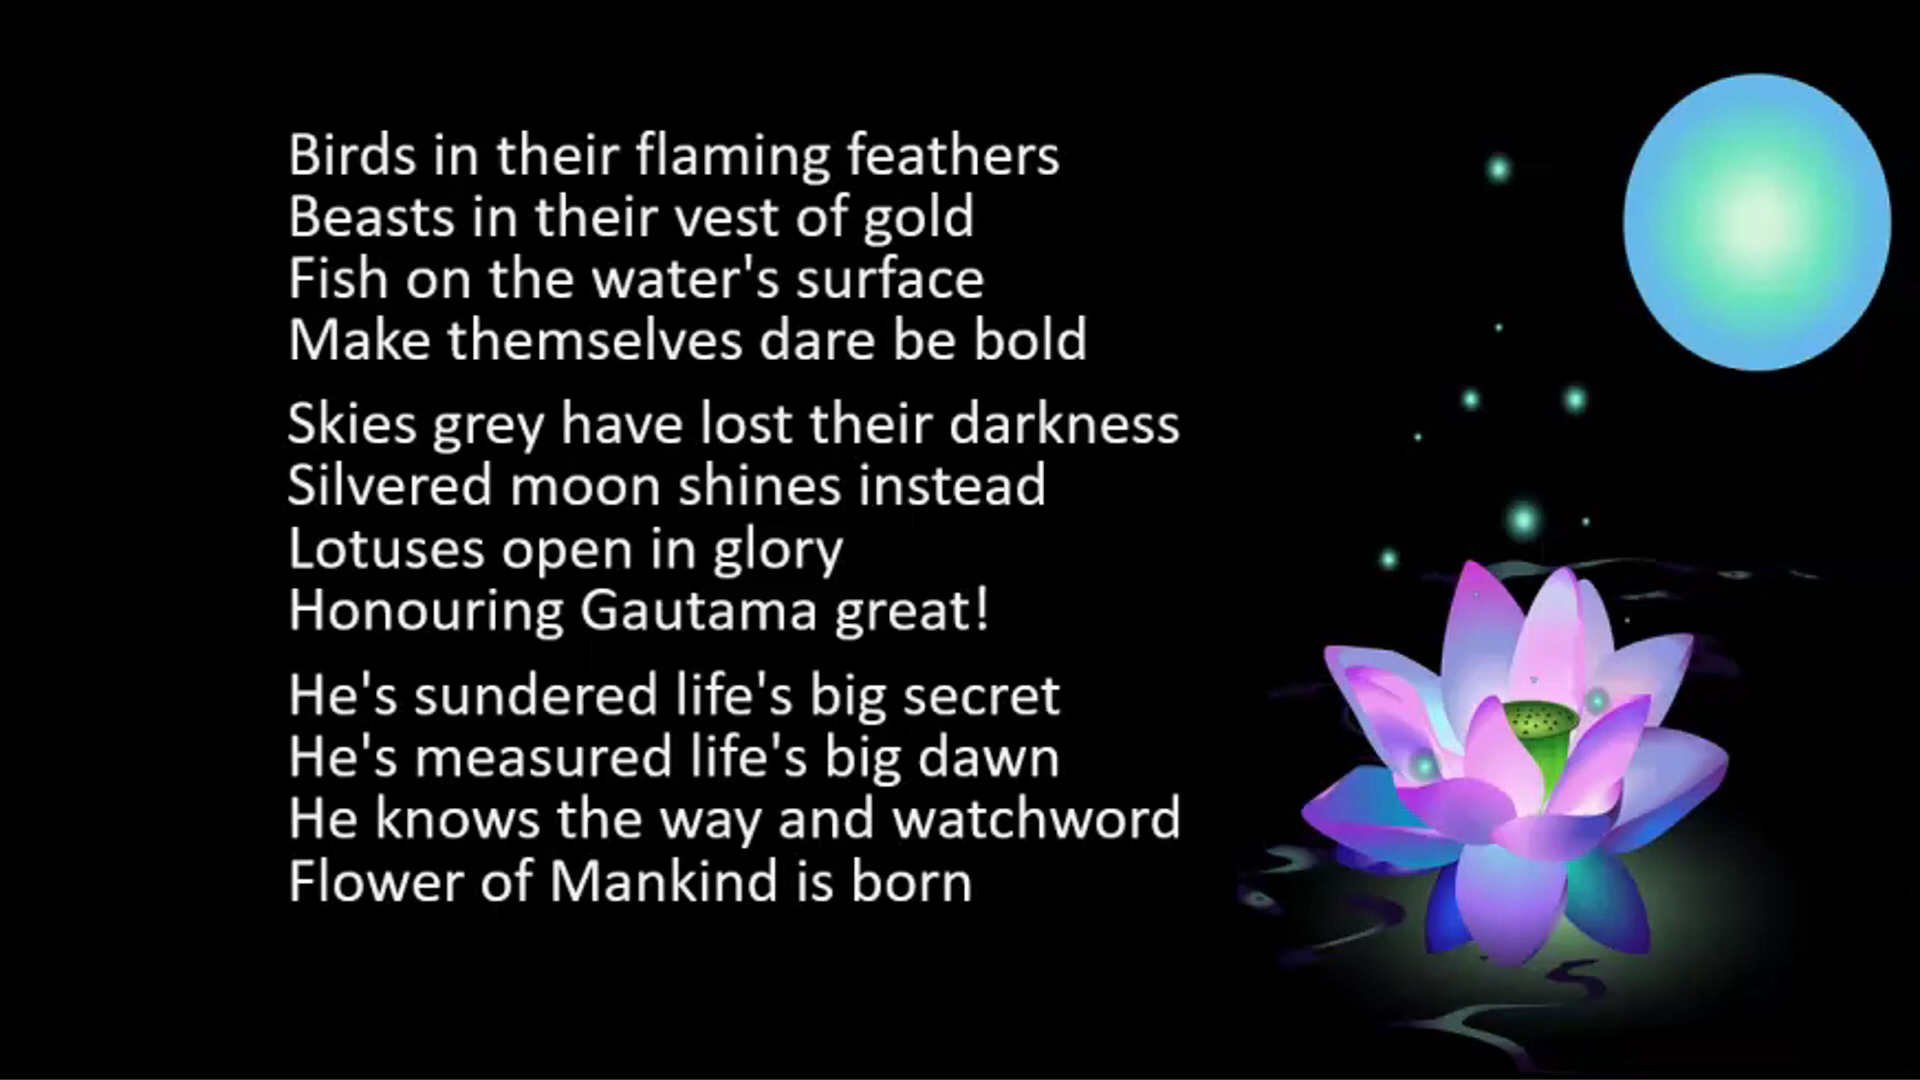 Birds in their flaming feathers
Beasts in their vest of gold
Fish on the water's surface
Make themselves dare be bold
Skies grey have lost their darkness
Silvered moon shines instead
Lotuses open in glory
Honouring Gautama great!
He's sundered life's big secret
He's measured life's big dawn
He knows the way and watchword
Flower of Mankind is born